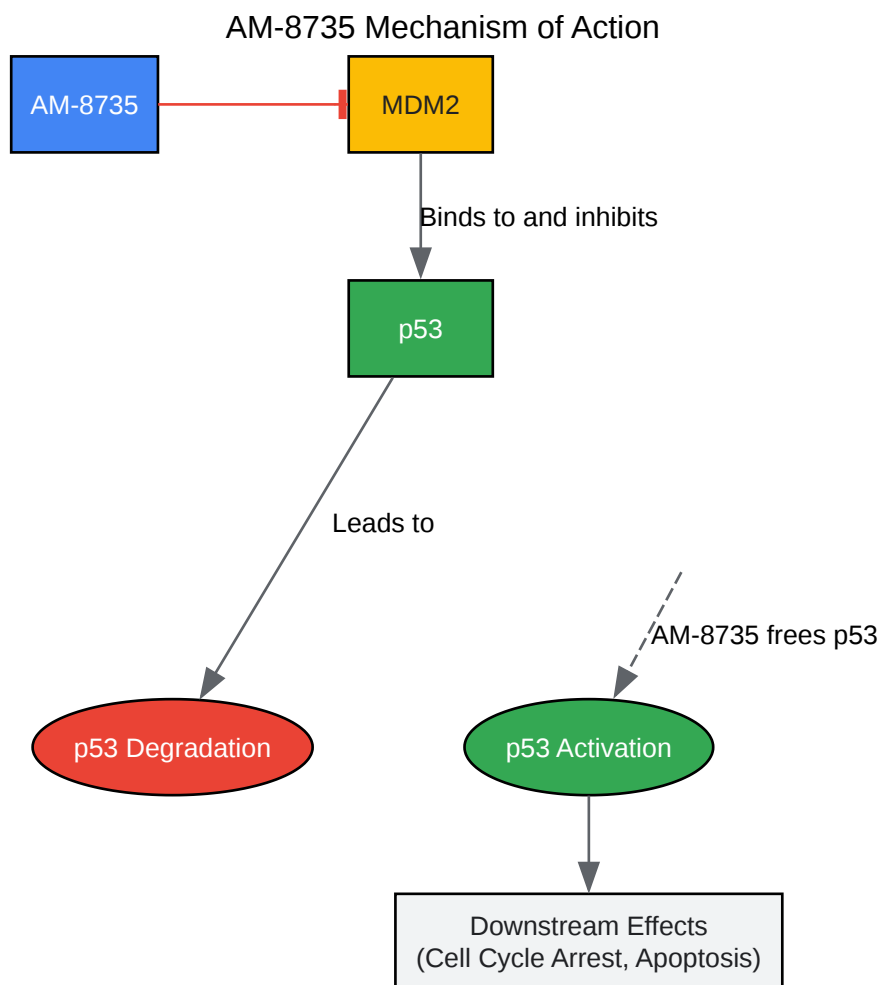 AM-8735 Mechanism of Action
AM-8735
MDM2
Binds to and inhibits
p53
Leads to
AM-8735 frees p53
p53 Degradation
p53 Activation
Downstream Effects
(Cell Cycle Arrest, Apoptosis)